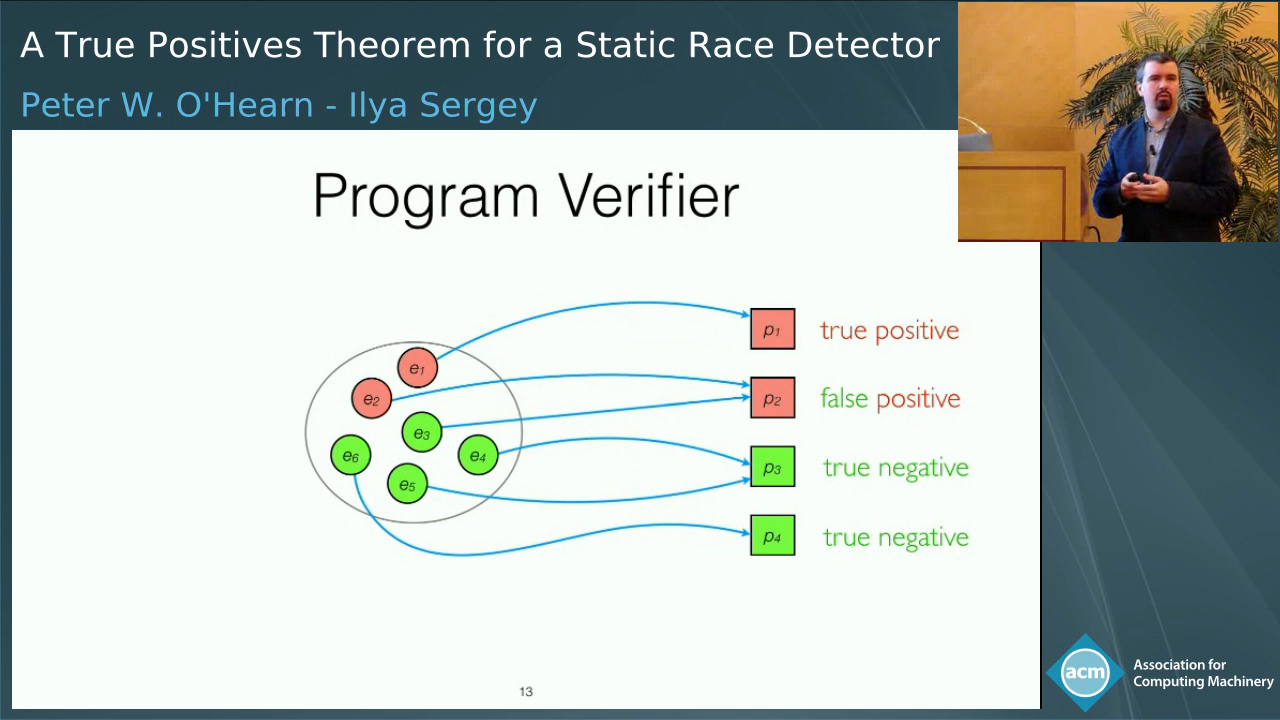 A True Positives Theorem for a Static Race Detector
Peter W. O'Hearn - Ilya Sergey
Program Verifier
e1
e2
e3
e4
e5
e6
p1 true positive
p2 false positive
p3 true negative
p4 true negative
13
acm
Association for
Computing Machinery